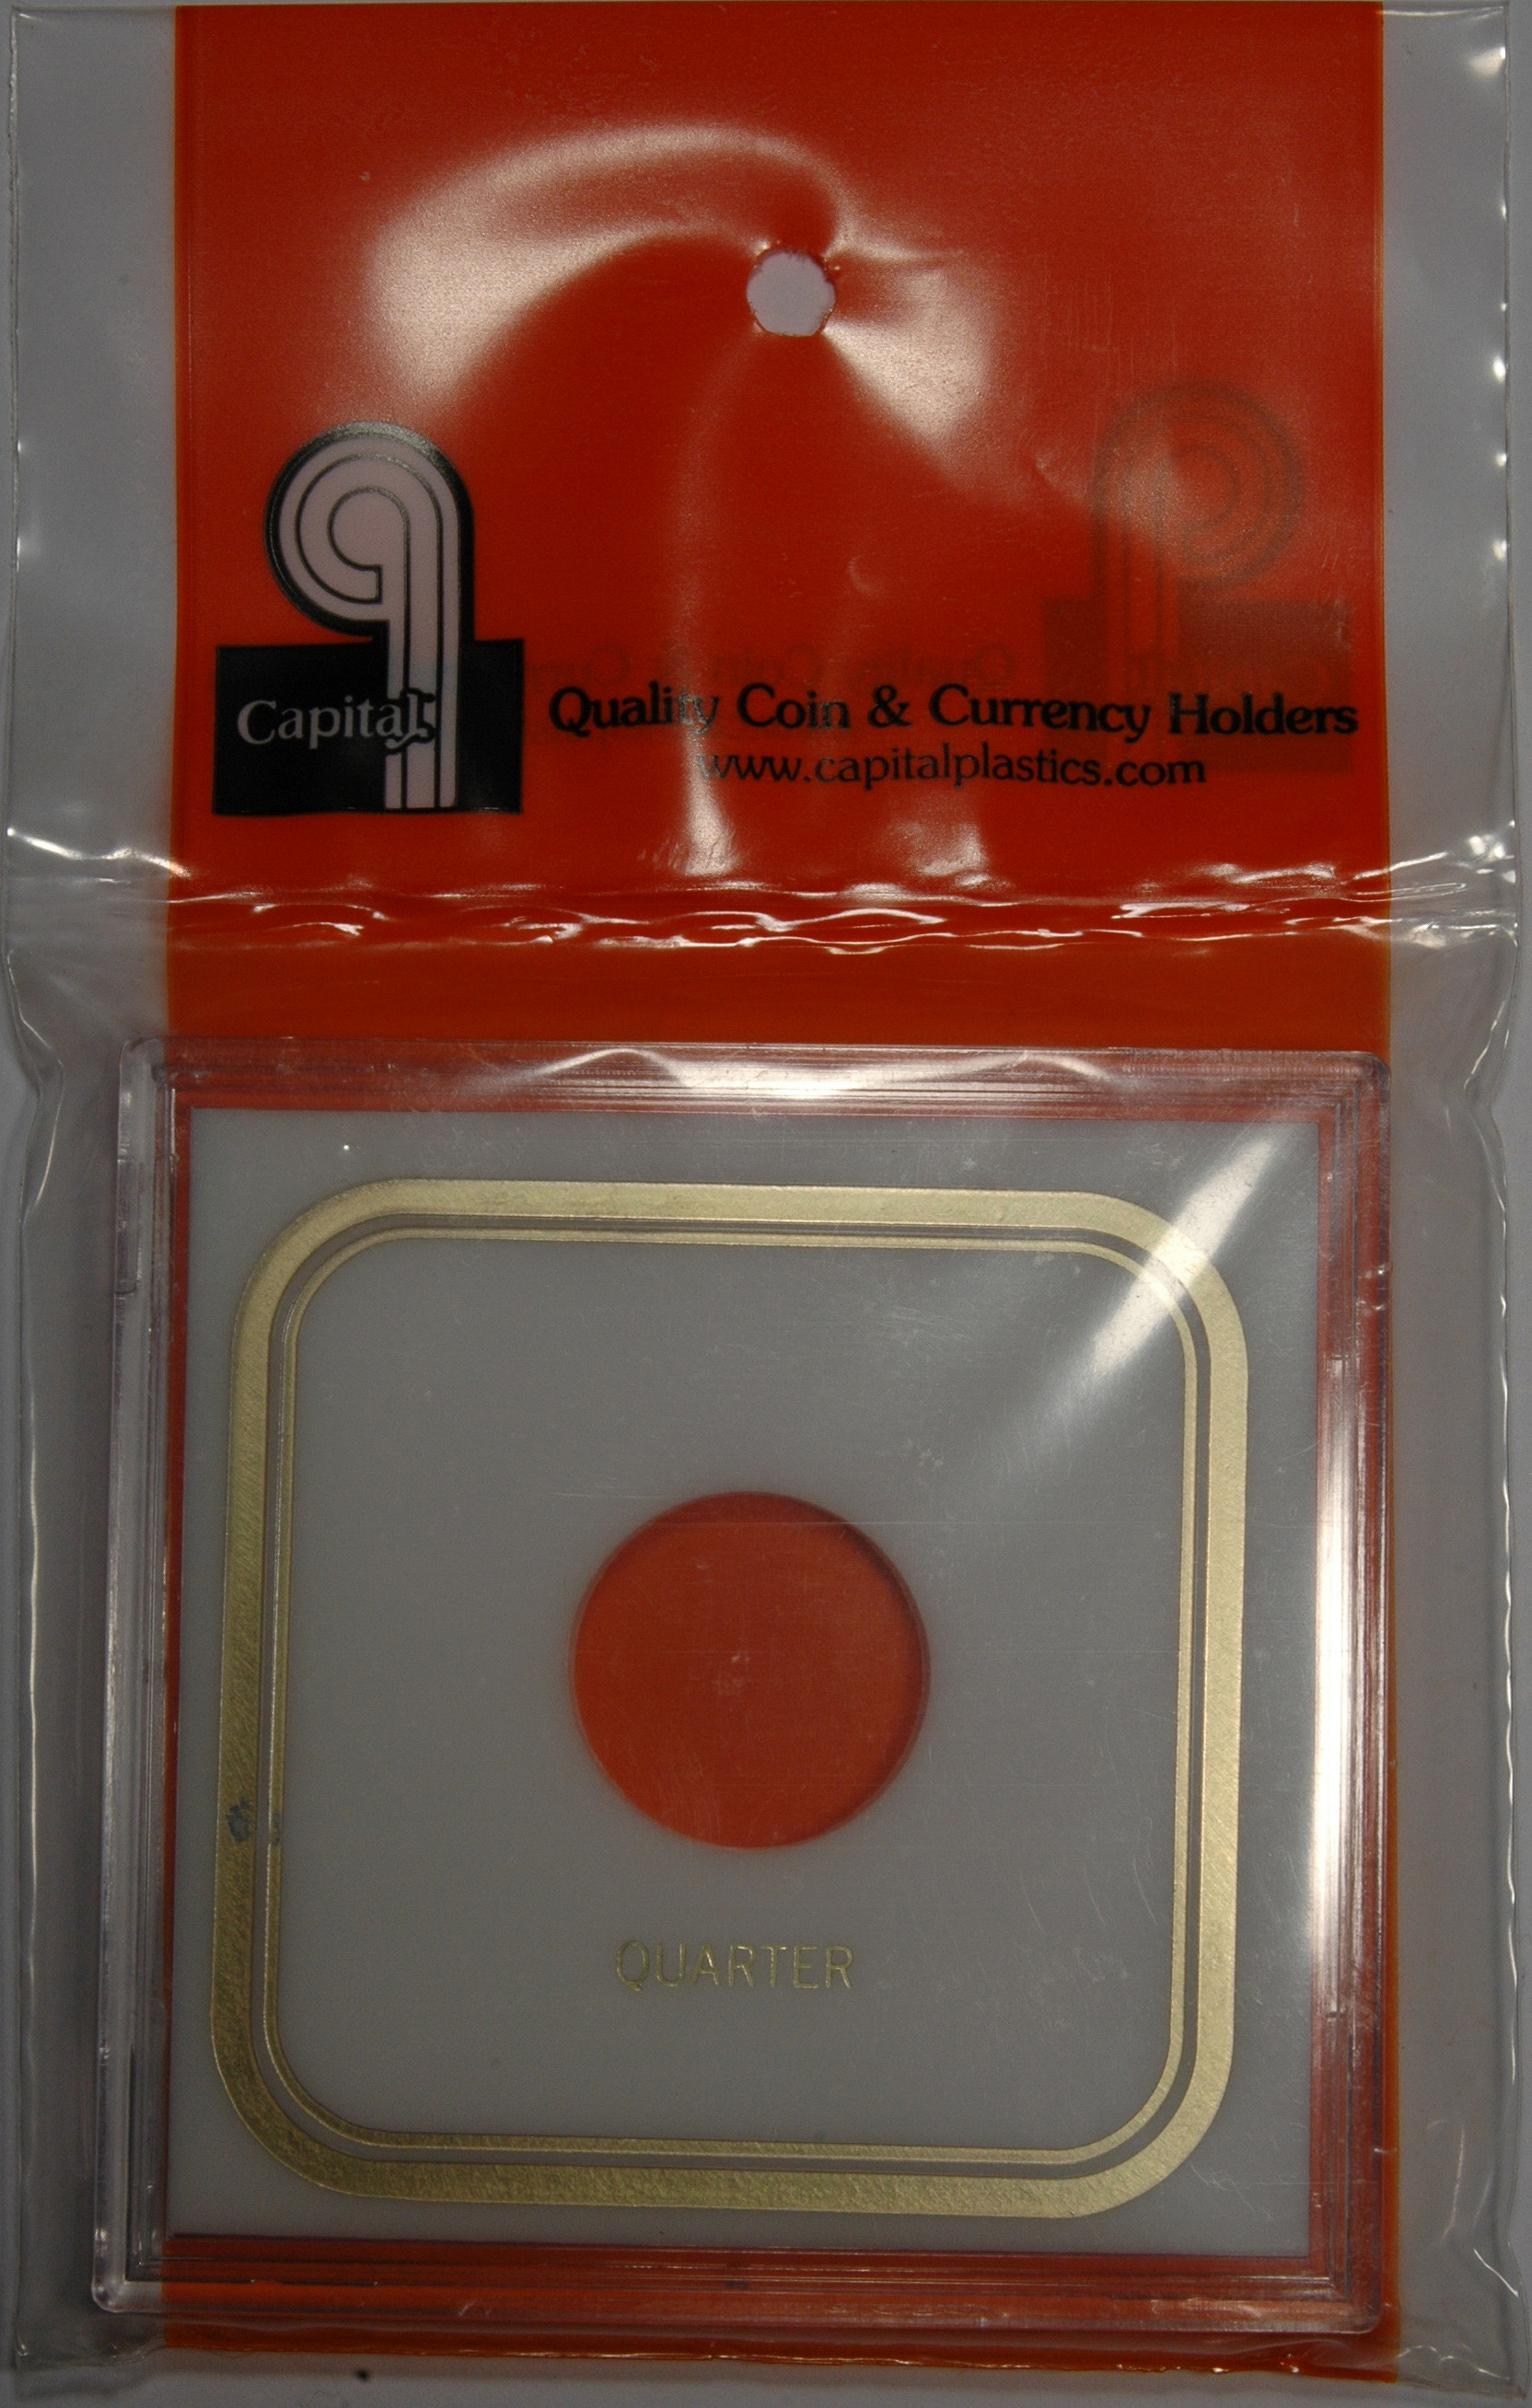 Capital
Quality Coin & Currency Holders
www.capitalplastics.com
QUARTER